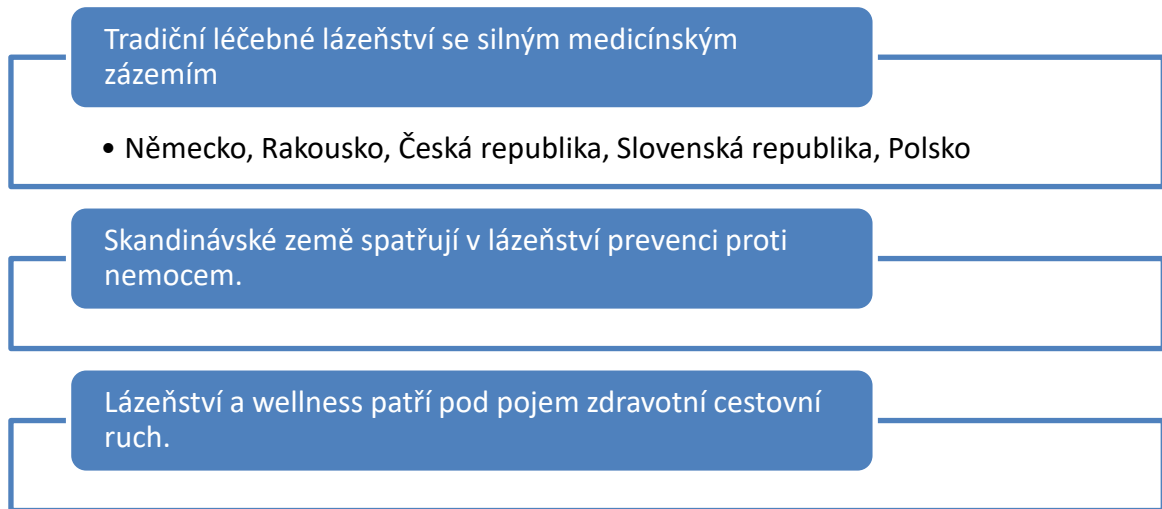 Tradiční léčebné lázeňství se silným medicínským
zázemím
• Německo, Rakousko, Česká republika, Slovenská republika, Polsko
Skandinávské země spatřují v lázeňství prevenci proti
nemocem.
Lázeňství a wellness patří pod pojem zdravotní cestovní
ruch.